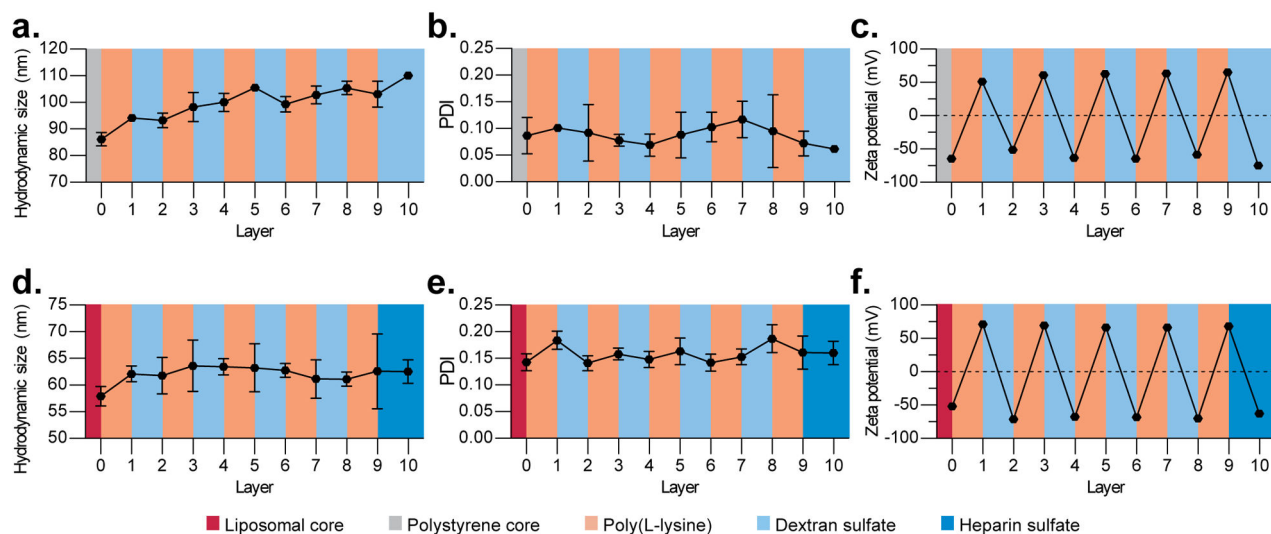 a.
Hydrodynamic size (nm)
120
110
100
90
80
70
0 1 2 3 4 5 6 7 8 9 10
Layer
b.
PDI
0.25
0.20
0.15
0.10
0.05
0.00
0 1 2 3 4 5 6 7 8 9 10
Layer
c.
Zeta potential (mV)
100
50
0
-50
-100
0 1 2 3 4 5 6 7 8 9 10
Layer
d.
Hydrodynamic size (nm)
75
70
65
60
55
50
0 1 2 3 4 5 6 7 8 9 10
Layer
e.
PDI
0.25
0.20
0.15
0.10
0.05
0.00
0 1 2 3 4 5 6 7 8 9 10
Layer
f.
Zeta potential (mV)
100
50
0
-50
-100
0 1 2 3 4 5 6 7 8 9 10
Layer
Liposomal core Polystyrene core Poly(L-lysine) Dextran sulfate Heparin sulfate